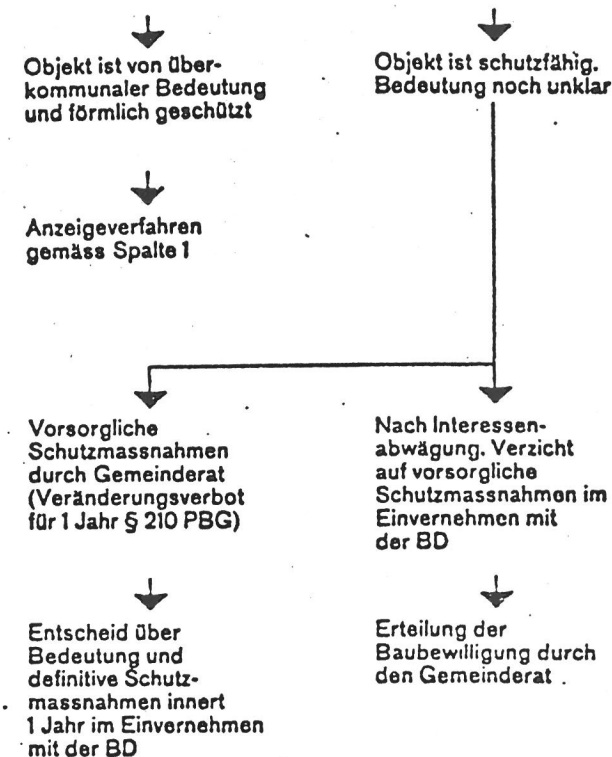 Objekt ist von über-
kommunaler Bedeutung
und förmlich geschützt
Anzeigeverfahren
gemäss Spalte 1
Objekt ist schutzfähig.
Bedeutung noch unklar
Vorsorgliche
Schutzmassnahmen
durch Gemeinderat
(Veränderungsverbot
für 1 Jahr § 210 PBG)
Entscheid über
Bedeutung und
definitive Schutz-
massnahmen innert
1 Jahr im Einvernehmen
mit der BD
Nach Interessen-
abwägung. Verzicht
auf vorsorgliche
Schutzmassnahmen im
Einvernehmen mit
der BD
Erteilung der
Baubewilligung durch
den Gemeinderat .